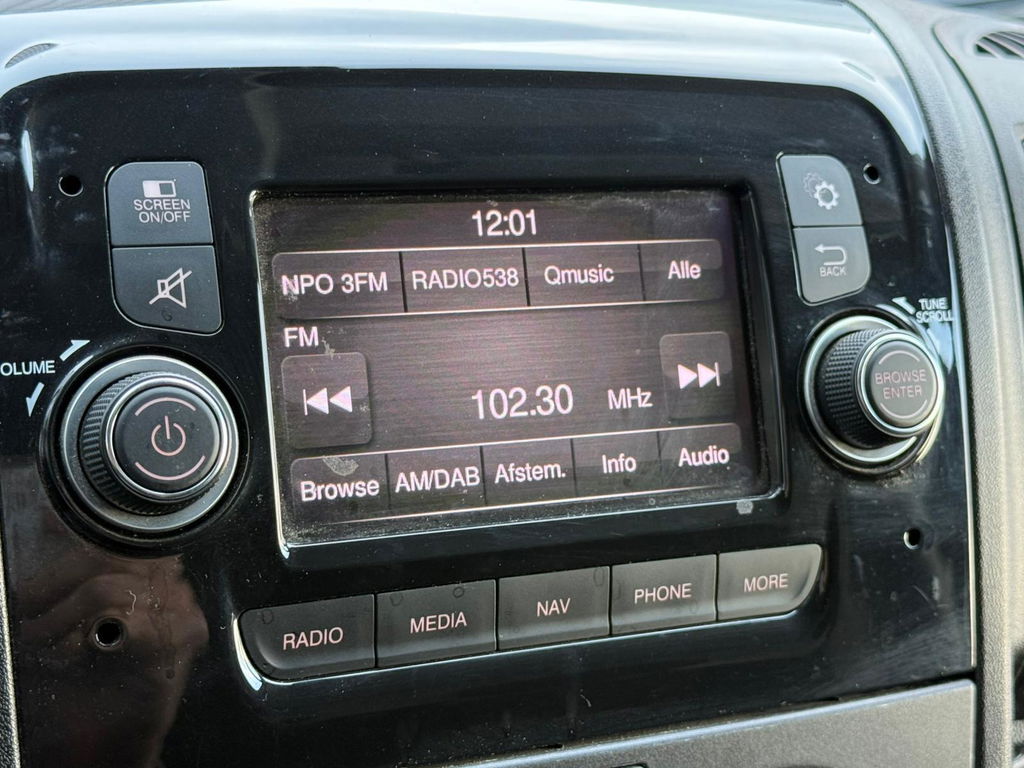 SCREEN
ON/OFF
12:01
NPO 3FM RADIO538 Qmusic Alle
BACK
TUNE
SCROLL
FM
OLUME
102.30 MHz
BROWSE
ENTER
Browse AM/DAB Afstem. Info Audio
RADIO MEDIA NAV PHONE MORE